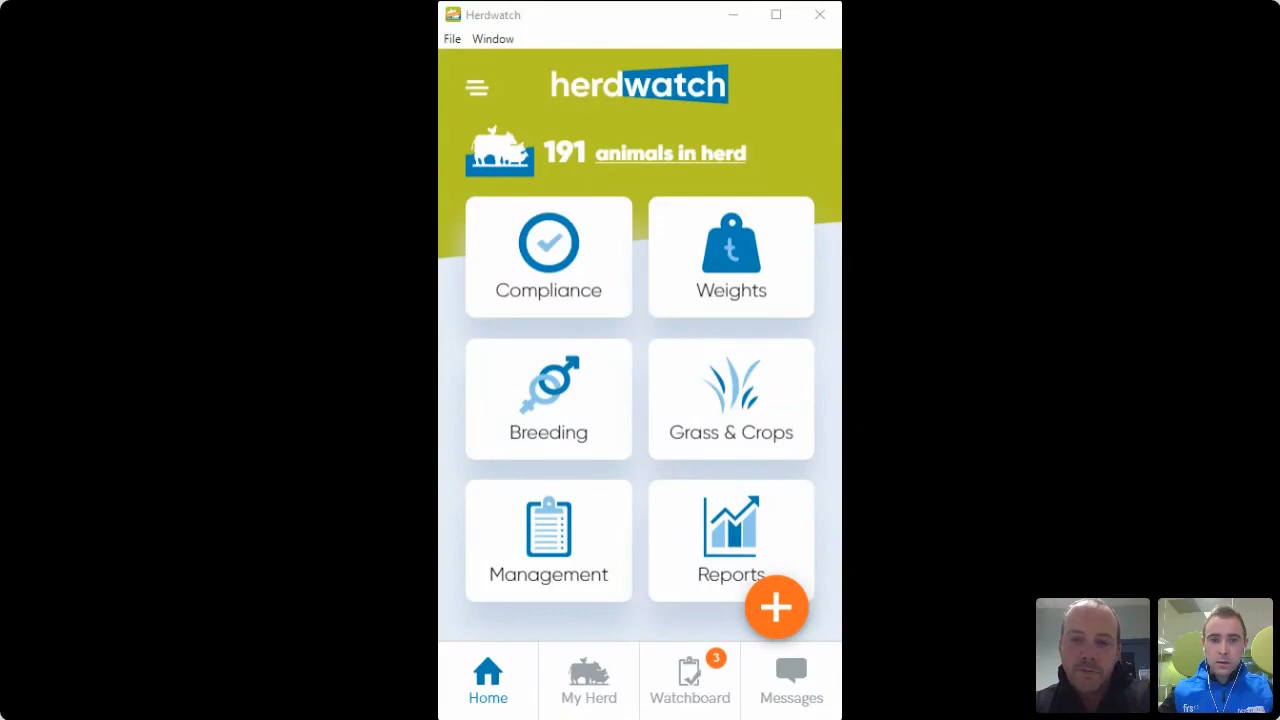 Herdwatch
File Window
herdwatch
191 animals in herd
Compliance
Weights
t
Breeding
Grass & Crops
Management
Reports
Home
My Herd
3
Watchboard
Messages
herdwatch